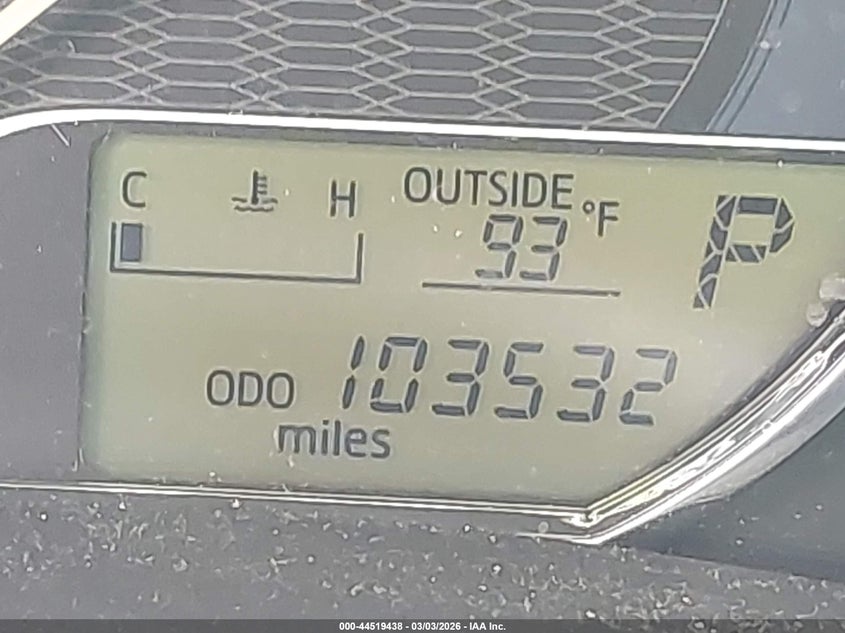 C H OUTSIDE °F
93
P
ODO 103532
miles
000-44519438 - 03/03/2026 - IAA Inc.